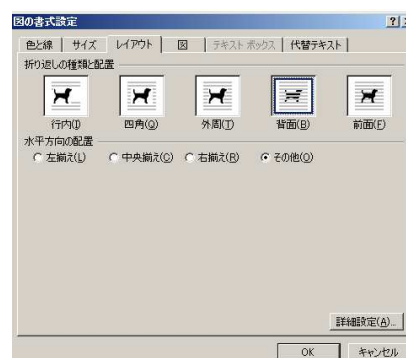 図の書式設定
色と線 サイズ レイアウト 図 テキスト ボックス 代替テキスト
折り返しの種類と配置
行内(I) 四角(Q) 外周(T) 背面(B) 前面(F)
水平方向の配置
左揃え(L) 中央揃え(C) 右揃え(R) その他(O)
詳細設定(A)...
OK キャンセル